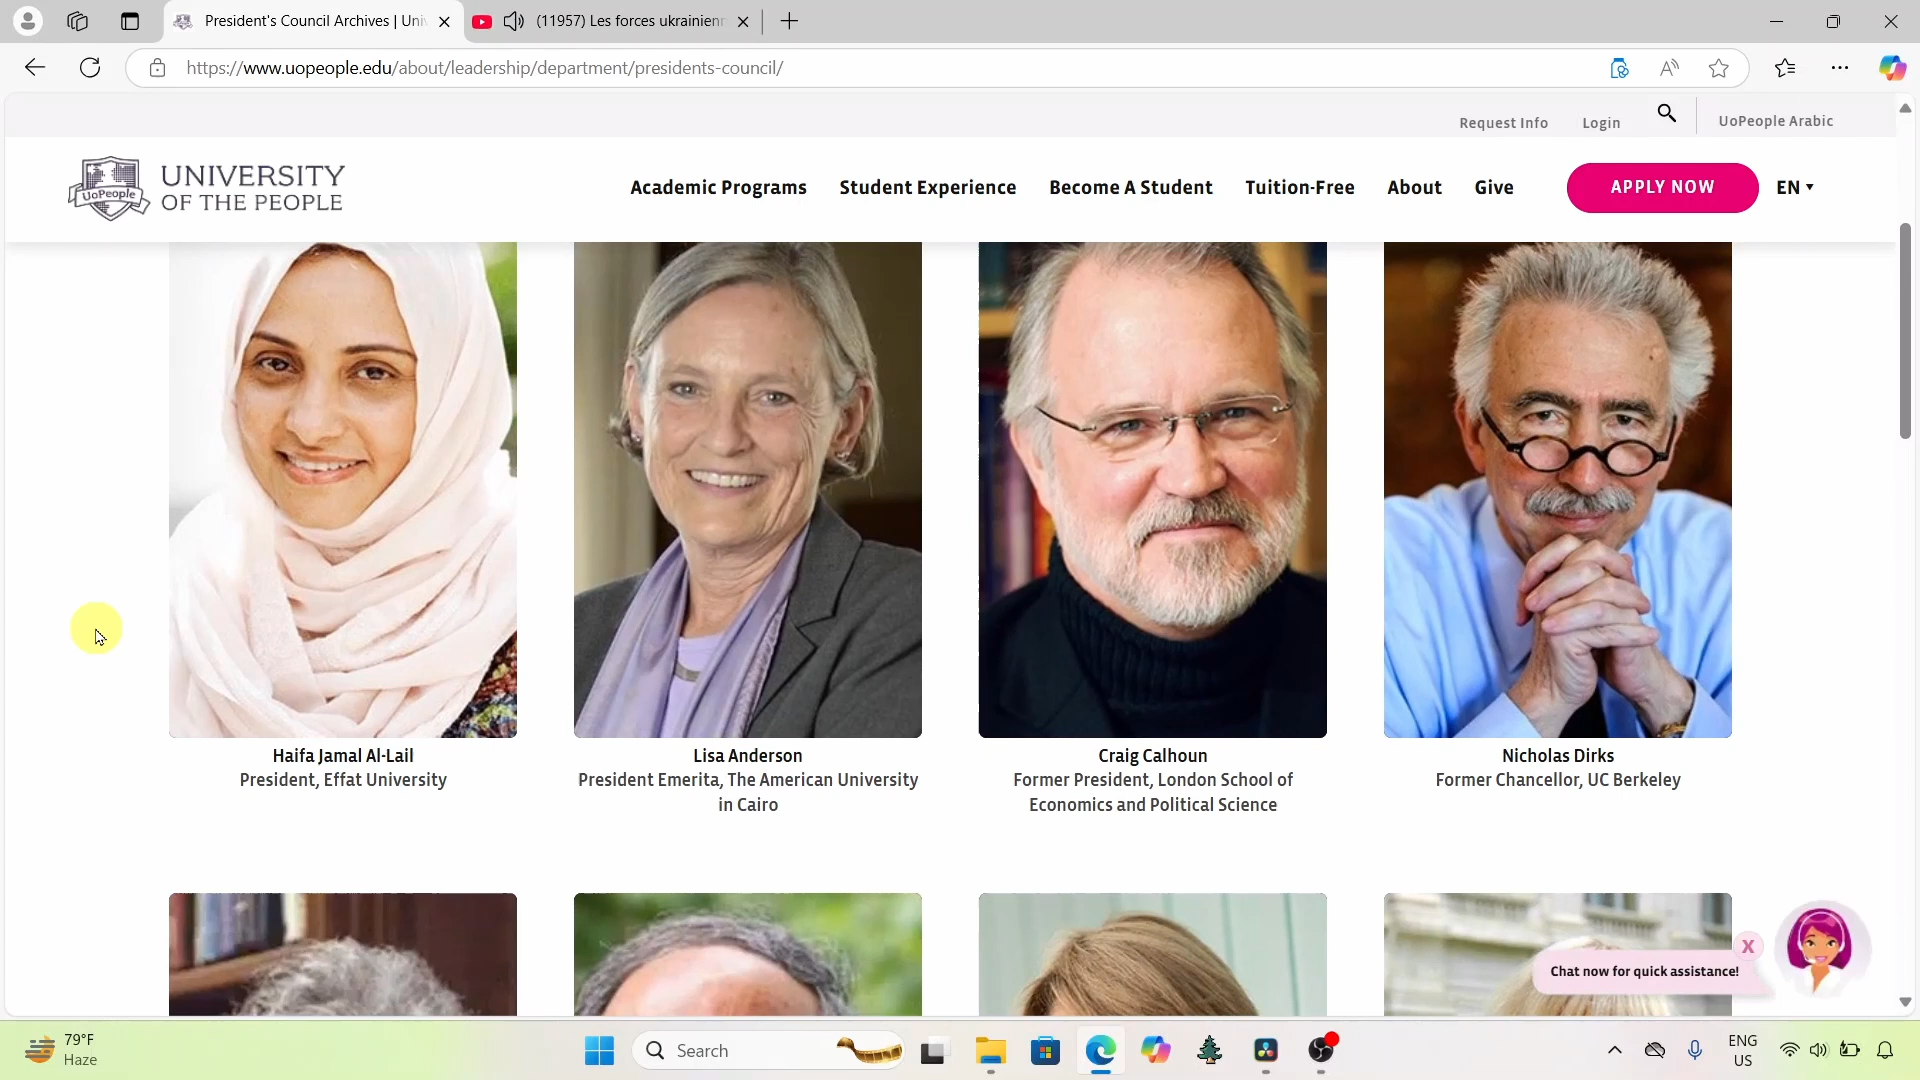 President's Council Archives | Uni
(11957) Les forces ukrainienn
https://www.uopeople.edu/about/leadership/department/presidents-council/
Request Info
Login
UoPeople Arabic
UoPeople
UNIVERSITY
OF THE PEOPLE
Academic Programs
Student Experience
Become A Student
Tuition-Free
About
Give
APPLY NOW
EN
Haifa Jamal Al-Lail
President, Effat University
Lisa Anderson
President Emerita, The American University
in Cairo
Craig Calhoun
Former President, London School of
Economics and Political Science
Nicholas Dirks
Former Chancellor, UC Berkeley
X
Chat now for quick assistance!
79°F
Haze
Search
ENG
US